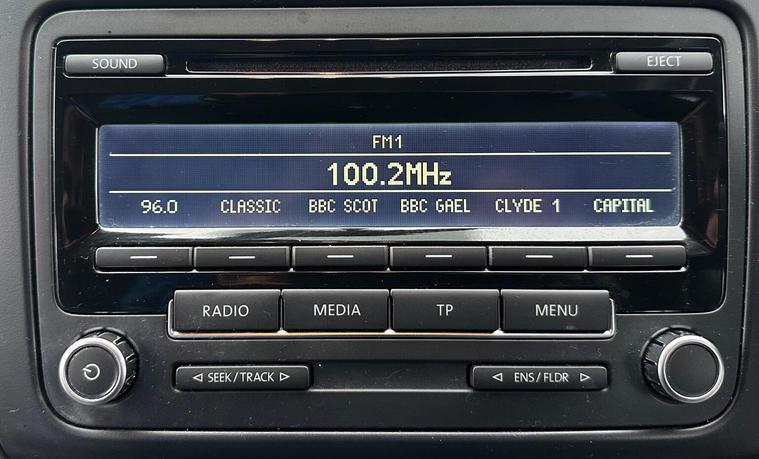 SOUND EJECT
FM1
100.2MHz
96.0 CLASSIC BBC SCOT BBC GAEL CLYDE 1 CAPITAL
RADIO MEDIA TP MENU
◁ SEEK/TRACK ▷ ◁ ENS/FLDR ▷